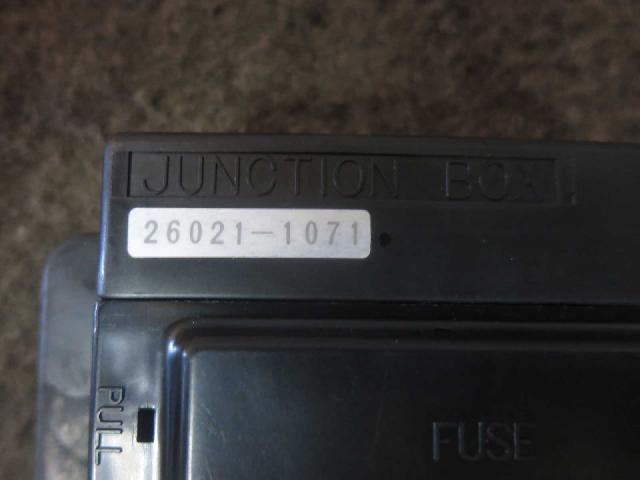 JUNCTION BOX
26021-1071
PULL
FUSE